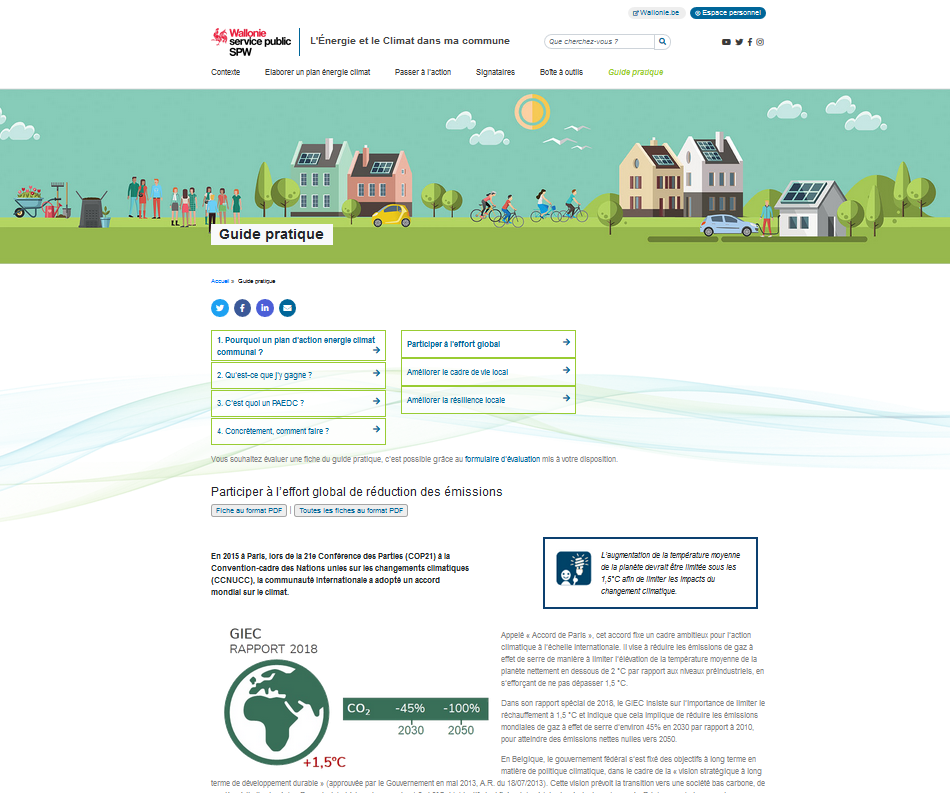 Wallonie.be
Espace personnel
Wallonie
service public
SPW
L'Énergie et le Climat dans ma commune
Que cherchez-vous ?
Contexte
Elaborer un plan énergie climat
Passer à l'action
Signataires
Boîte à outils
Guide pratique
Guide pratique
Accueil » Guide pratique
1. Pourquoi un plan d'action energie climat
communal ?
2. Qu'est-ce que j'y gagne ?
3. C'est quoi un PAEDC ?
4. Concrètement, comment faire ?
Participer à l'effort global
Améliorer le cadre de vie local
Améliorer la résilience locale
Vous souhaitez évaluer une fiche du guide pratique, c'est possible grâce au formulaire d'évaluation mis à votre disposition.
Participer à l'effort global de réduction des émissions
Fiche au format PDF | Toutes les fiches au format PDF
En 2015 à Paris, lors de la 21e Conférence des Parties (COP21) à la
Convention-cadre des Nations unies sur les changements climatiques
(CCNUCC), la communauté internationale a adopté un accord
mondial sur le climat.
L'augmentation de la température moyenne
de la planète devrait être limitée sous les
1,5°C afin de limiter les impacts du
changement climatique.
GIEC
RAPPORT 2018
CO2 -45% -100%
2030 2050
+1,5°C
Appelé « Accord de Paris », cet accord fixe un cadre ambitieux pour l'action
climatique à l'échelle internationale. Il vise à réduire les émissions de gaz à
effet de serre de manière à limiter l'élévation de la température moyenne de la
planète nettement en dessous de 2 °C par rapport aux niveaux préindustriels, en
s'efforçant de ne pas dépasser 1,5 °C.
Dans son rapport spécial de 2018, le GIEC insiste sur l'importance de limiter le
réchauffement à 1,5 °C et indique que cela implique de réduire les émissions
mondiales de gaz à effet de serre d'environ 45% en 2030 par rapport à 2010,
pour atteindre des émissions nettes nulles vers 2050.
En Belgique, le gouvernement fédéral s'est fixé des objectifs à long terme en
matière de politique climatique, dans le cadre de la « vision stratégique à long
terme de développement durable » (approuvée par le Gouvernement en mai 2013, A.R. du 18/07/2013). Cette vision prévoit la transition vers une société bas carbone, de